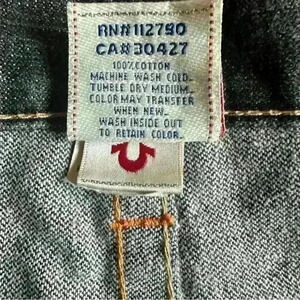 RN#112790
CA#30427
100% COTTON
MACHINE WASH COLD.
TUMBLE DRY MEDIUM.
COLOR MAY TRANSFER
WHEN NEW.
WASH INSIDE OUT
TO RETAIN COLOR.